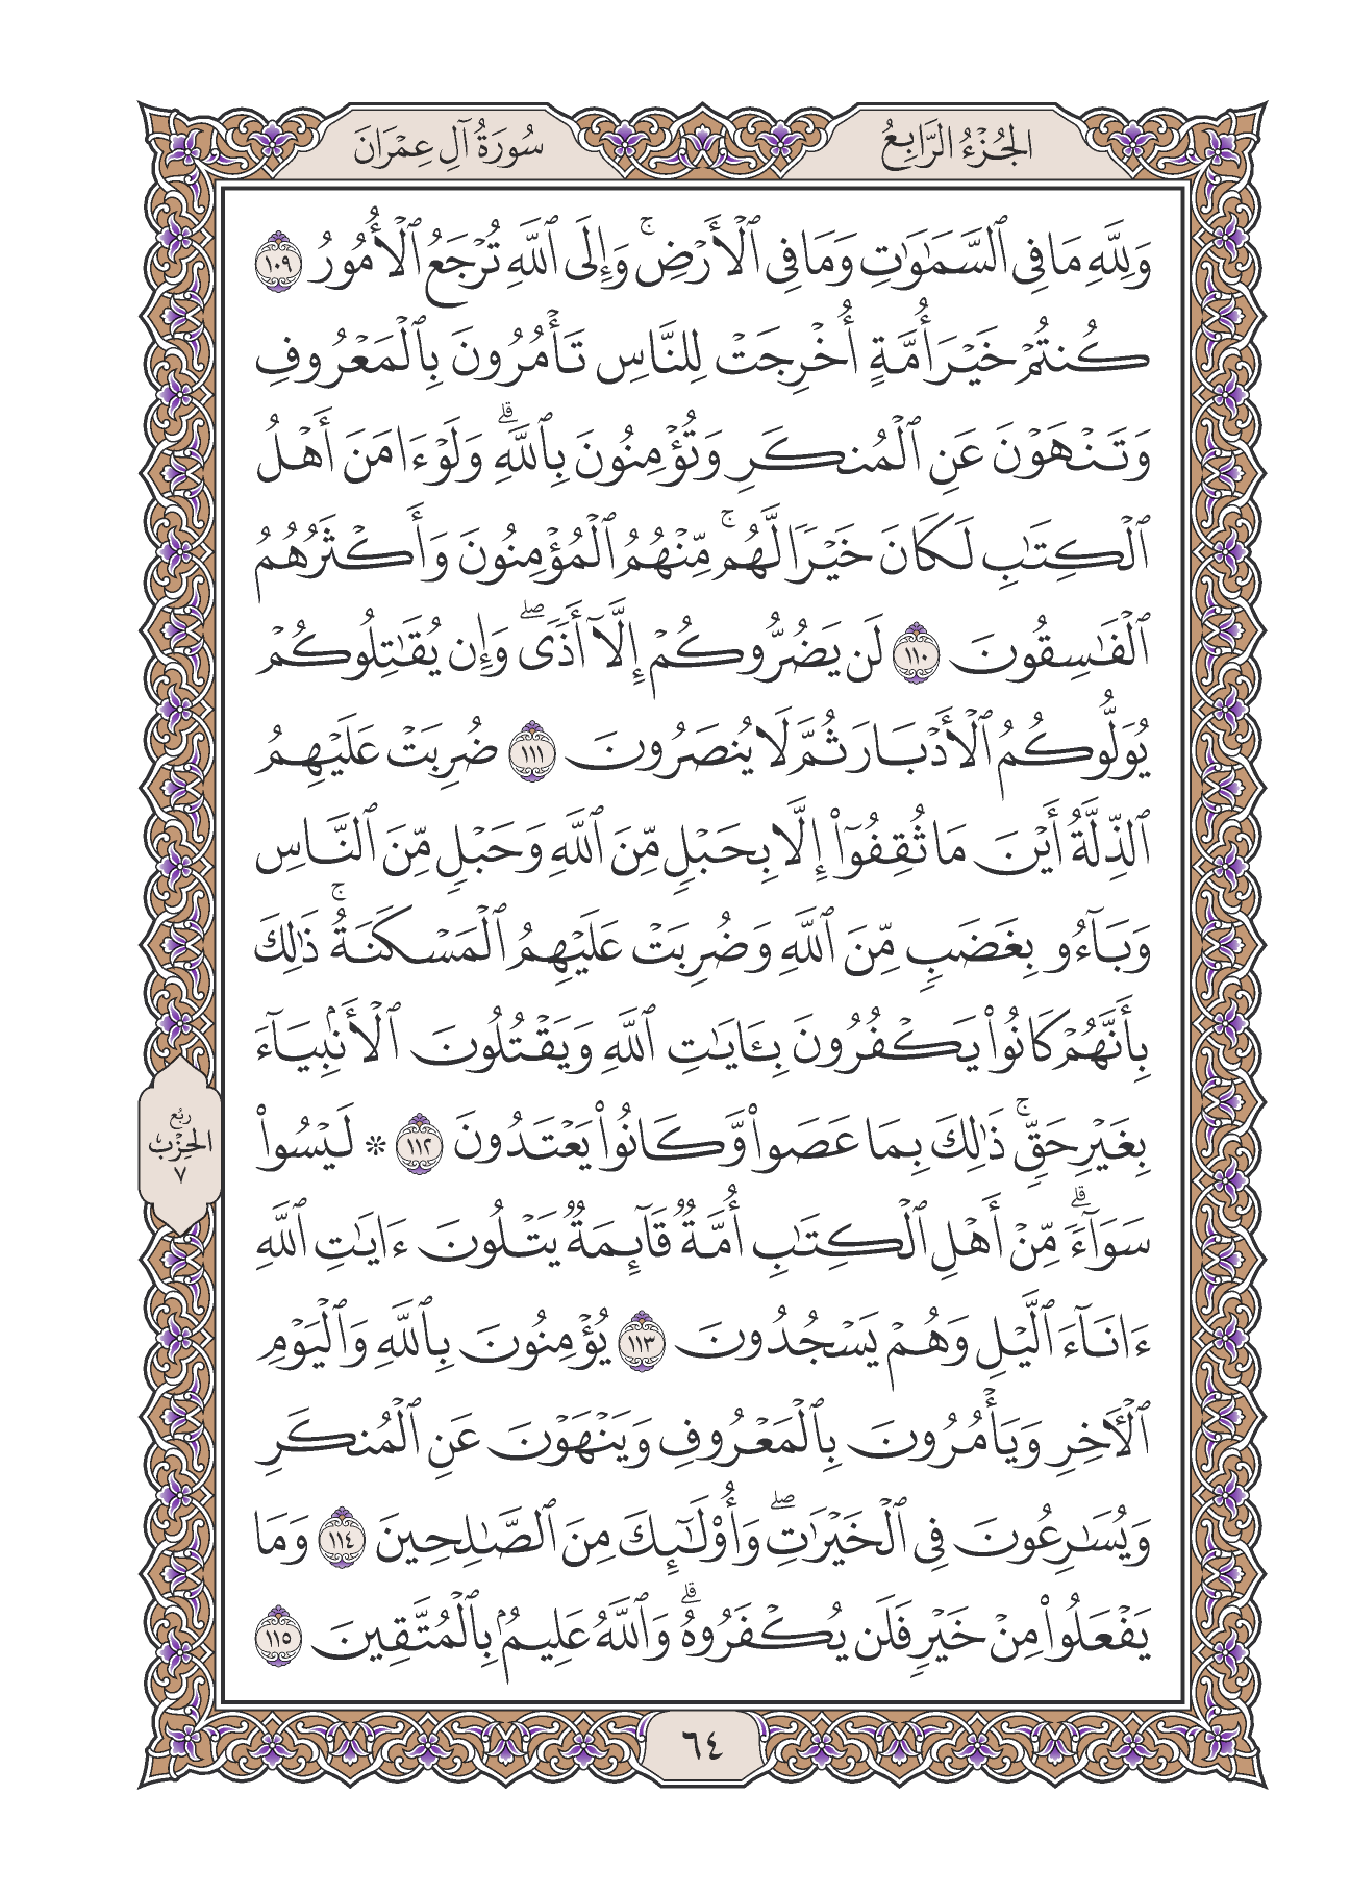 الجُزْءُ الرَّابِعُ
سُورَةُ آلِ عِمْرَانَ
وَلِلَّهِ مَا فِي ٱلسَّمَٰوَٰتِ وَمَا فِي ٱلْأَرْضِۚ وَإِلَى ٱللَّهِ تُرْجَعُ ٱلْأُمُورُ ١٠٩
كُنتُمْ خَيْرَ أُمَّةٍ أُخْرِجَتْ لِلنَّاسِ تَأْمُرُونَ بِٱلْمَعْرُوفِ
وَتَنْهَوْنَ عَنِ ٱلْمُنكَرِ وَتُؤْمِنُونَ بِٱللَّهِۗ وَلَوْ ءَامَنَ أَهْلُ
ٱلْكِتَٰبِ لَكَانَ خَيْرًا لَّهُمۚ مِّنْهُمُ ٱلْمُؤْمِنُونَ وَأَكْثَرُهُمُ
ٱلْفَٰسِقُونَ ١١٠ لَن يَضُرُّوكُمْ إِلَّآ أَذًىۖ وَإِن يُقَٰتِلُوكُمْ
يُوَلُّوكُمُ ٱلْأَدْبَارَ ثُمَّ لَا يُنصَرُونَ ١١١ ضُرِبَتْ عَلَيْهِمُ
ٱلذِّلَّةُ أَيْنَ مَا ثُقِفُوٓاْ إِلَّا بِحَبْلٍ مِّنَ ٱللَّهِ وَحَبْلٍ مِّنَ ٱلنَّاسِ
وَبَآءُو بِغَضَبٍ مِّنَ ٱللَّهِ وَضُرِبَتْ عَلَيْهِمُ ٱلْمَسْكَنَةُۚ ذَٰلِكَ
بِأَنَّهُمْ كَانُواْ يَكْفُرُونَ بِـَٔايَٰتِ ٱللَّهِ وَيَقْتُلُونَ ٱلْأَنۢبِيَآءَ
بِغَيْرِ حَقٍّۚ ذَٰلِكَ بِمَا عَصَواْ وَّكَانُواْ يَعْتَدُونَ ١١٢ ۞ لَيْسُواْ
سَوَآءًۗ مِّنْ أَهْلِ ٱلْكِتَٰبِ أُمَّةٌ قَآئِمَةٌ يَتْلُونَ ءَايَٰتِ ٱللَّهِ
ءَانَآءَ ٱلَّيْلِ وَهُمْ يَسْجُدُونَ ١١٣ يُؤْمِنُونَ بِٱللَّهِ وَٱلْيَوْمِ
ٱلْأٓخِرِ وَيَأْمُرُونَ بِٱلْمَعْرُوفِ وَيَنْهَوْنَ عَنِ ٱلْمُنكَرِ
وَيُسَٰرِعُونَ فِي ٱلْخَيْرَٰتِۖ وَأُوْلَٰٓئِكَ مِنَ ٱلصَّٰلِحِينَ ١١٤ وَمَا
يَفْعَلُواْ مِنْ خَيْرٍ فَلَن يُكْفَرُوهُۗ وَٱللَّهُ عَلِيمٌۢ بِٱلْمُتَّقِينَ ١١٥
رُبُع
الحِزْب
٧
٦٤